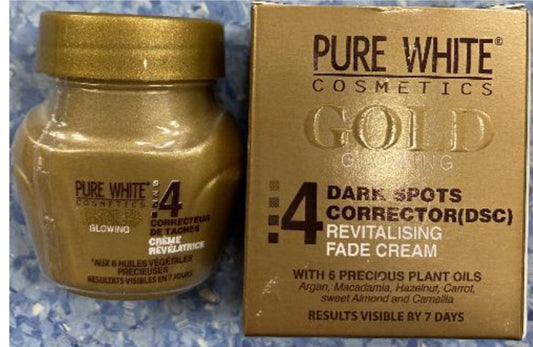 PURE WHITE®
COSMETICS
GLOWING
4
CORRECTEUR
DE TACHES
CRÈME
RÉVÉLATRICE
*AUX 6 HUILES VÉGÉTALES
PRÉCIEUSES
RESULTATS VISIBLES EN 7 JOURS
PURE WHITE®
COSMETICS
GOLD
GLOWING
4 DARK SPOTS
CORRECTOR(DSC)
REVITALISING
FADE CREAM
WITH 6 PRECIOUS PLANT OILS
Argan, Macadamia, Hazelnut, Carrot,
sweet Almond and Camellia
RESULTS VISIBLE BY 7 DAYS